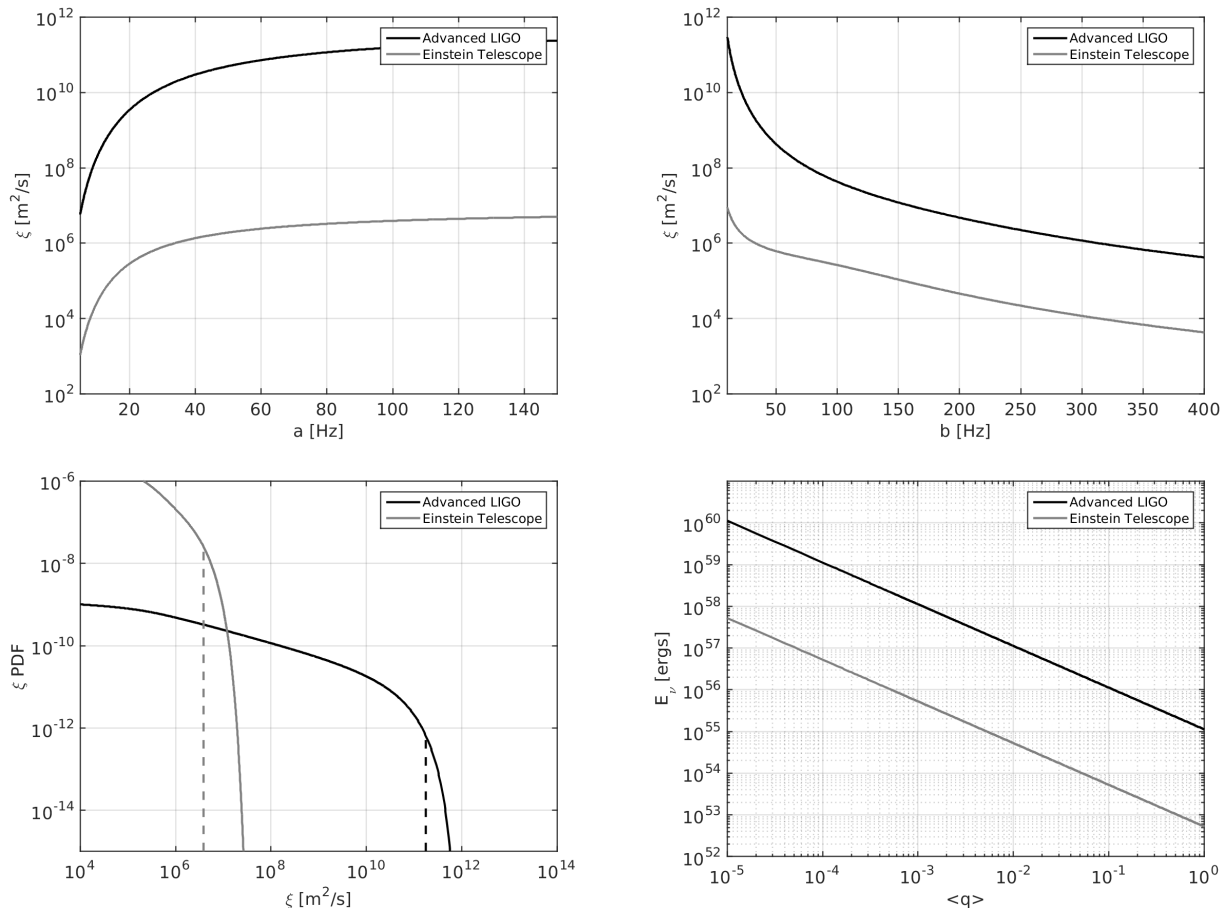 10^12
10^10
10^8
10^6
10^4
10^2
ξ [m^2/s]
20 40 60 80 100 120 140
a [Hz]
Advanced LIGO
Einstein Telescope
10^12
10^10
10^8
10^6
10^4
10^2
ξ [m^2/s]
50 100 150 200 250 300 350 400
b [Hz]
Advanced LIGO
Einstein Telescope
10^-6
10^-8
10^-10
10^-12
10^-14
ξ PDF
10^4 10^6 10^8 10^10 10^12 10^14
ξ [m^2/s]
Advanced LIGO
Einstein Telescope
10^60
10^59
10^58
10^57
10^56
10^55
10^54
10^53
10^52
E_ν [ergs]
10^-5 10^-4 10^-3 10^-2 10^-1 10^0
<q>
Advanced LIGO
Einstein Telescope